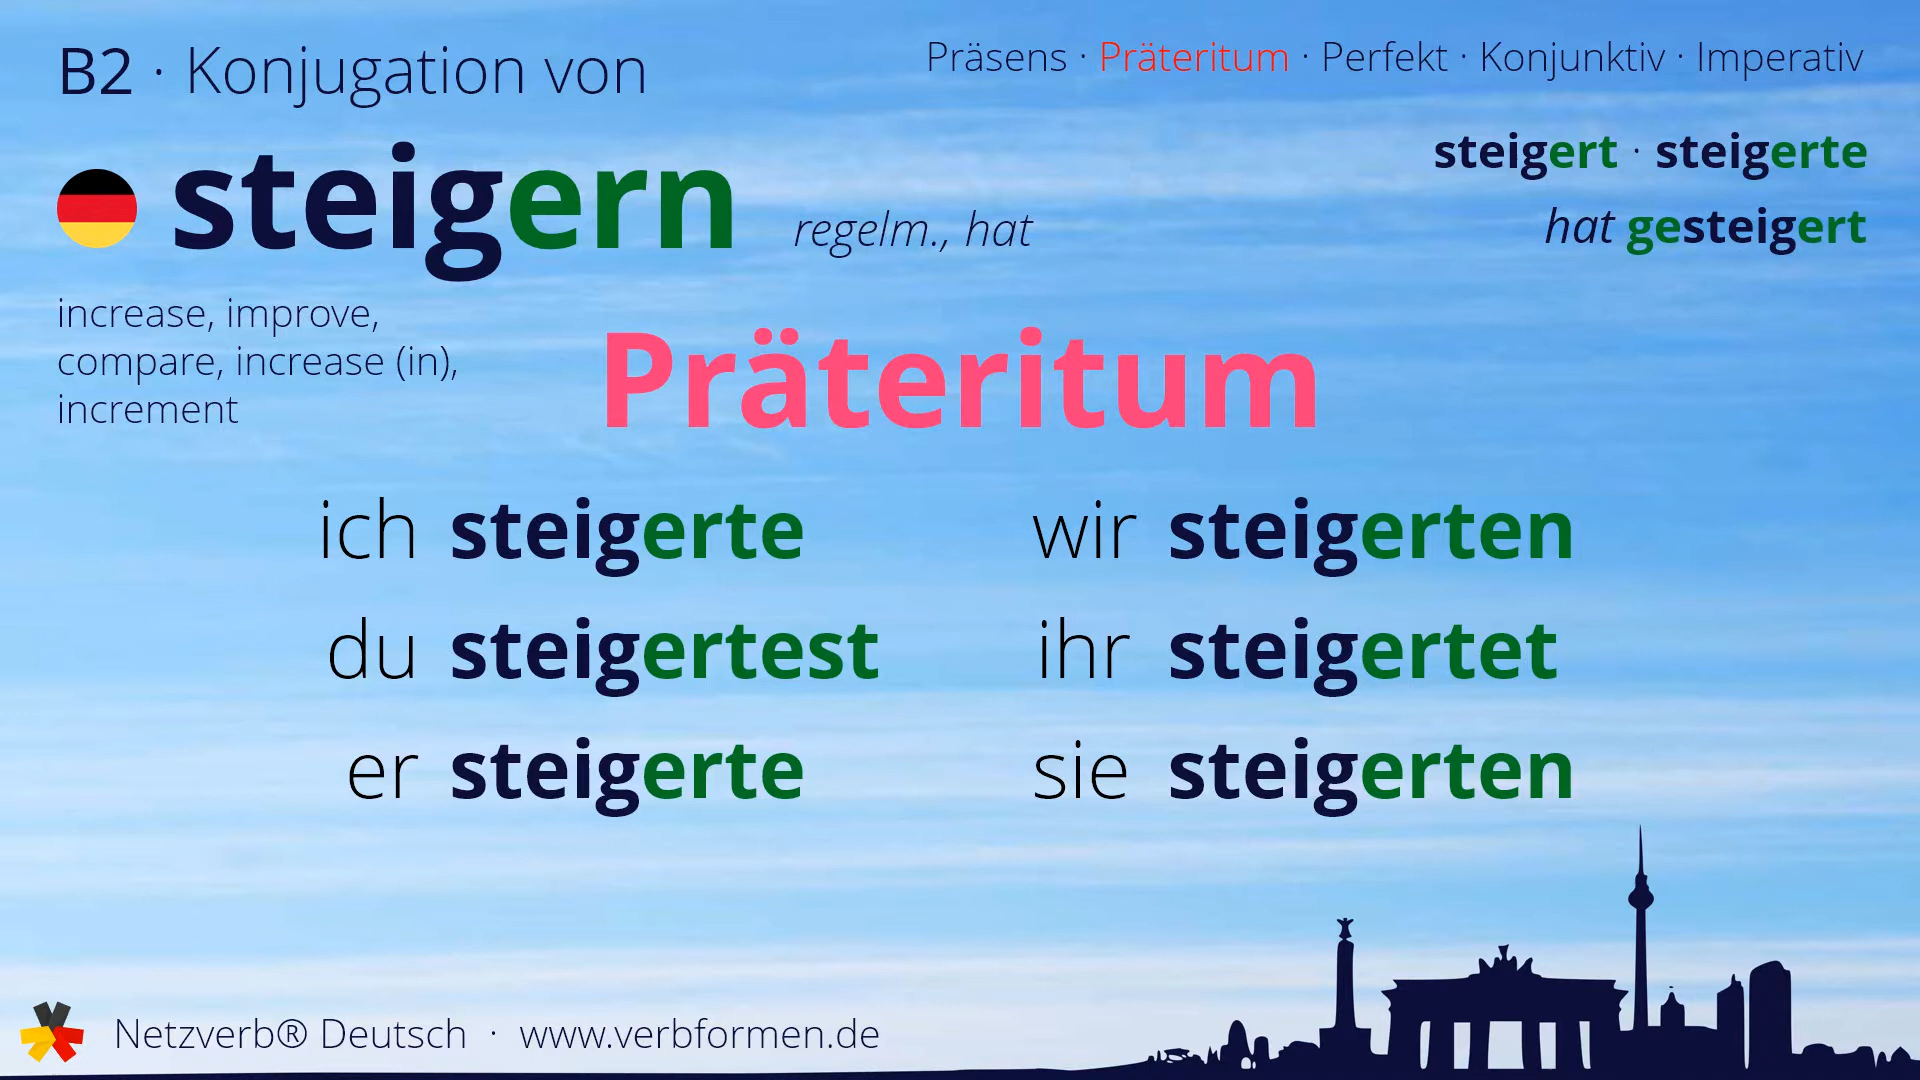 B2 · Konjugation von
Präsens · Präteritum · Perfekt · Konjunktiv · Imperativ
steigern regelm., hat
steigert · steigerte
hat gesteigert
increase, improve,
compare, increase (in),
increment
Präteritum
ich steigerte
du steigertest
er steigerte
wir steigerten
ihr steigertet
sie steigerten
Netzverb® Deutsch · www.verbformen.de